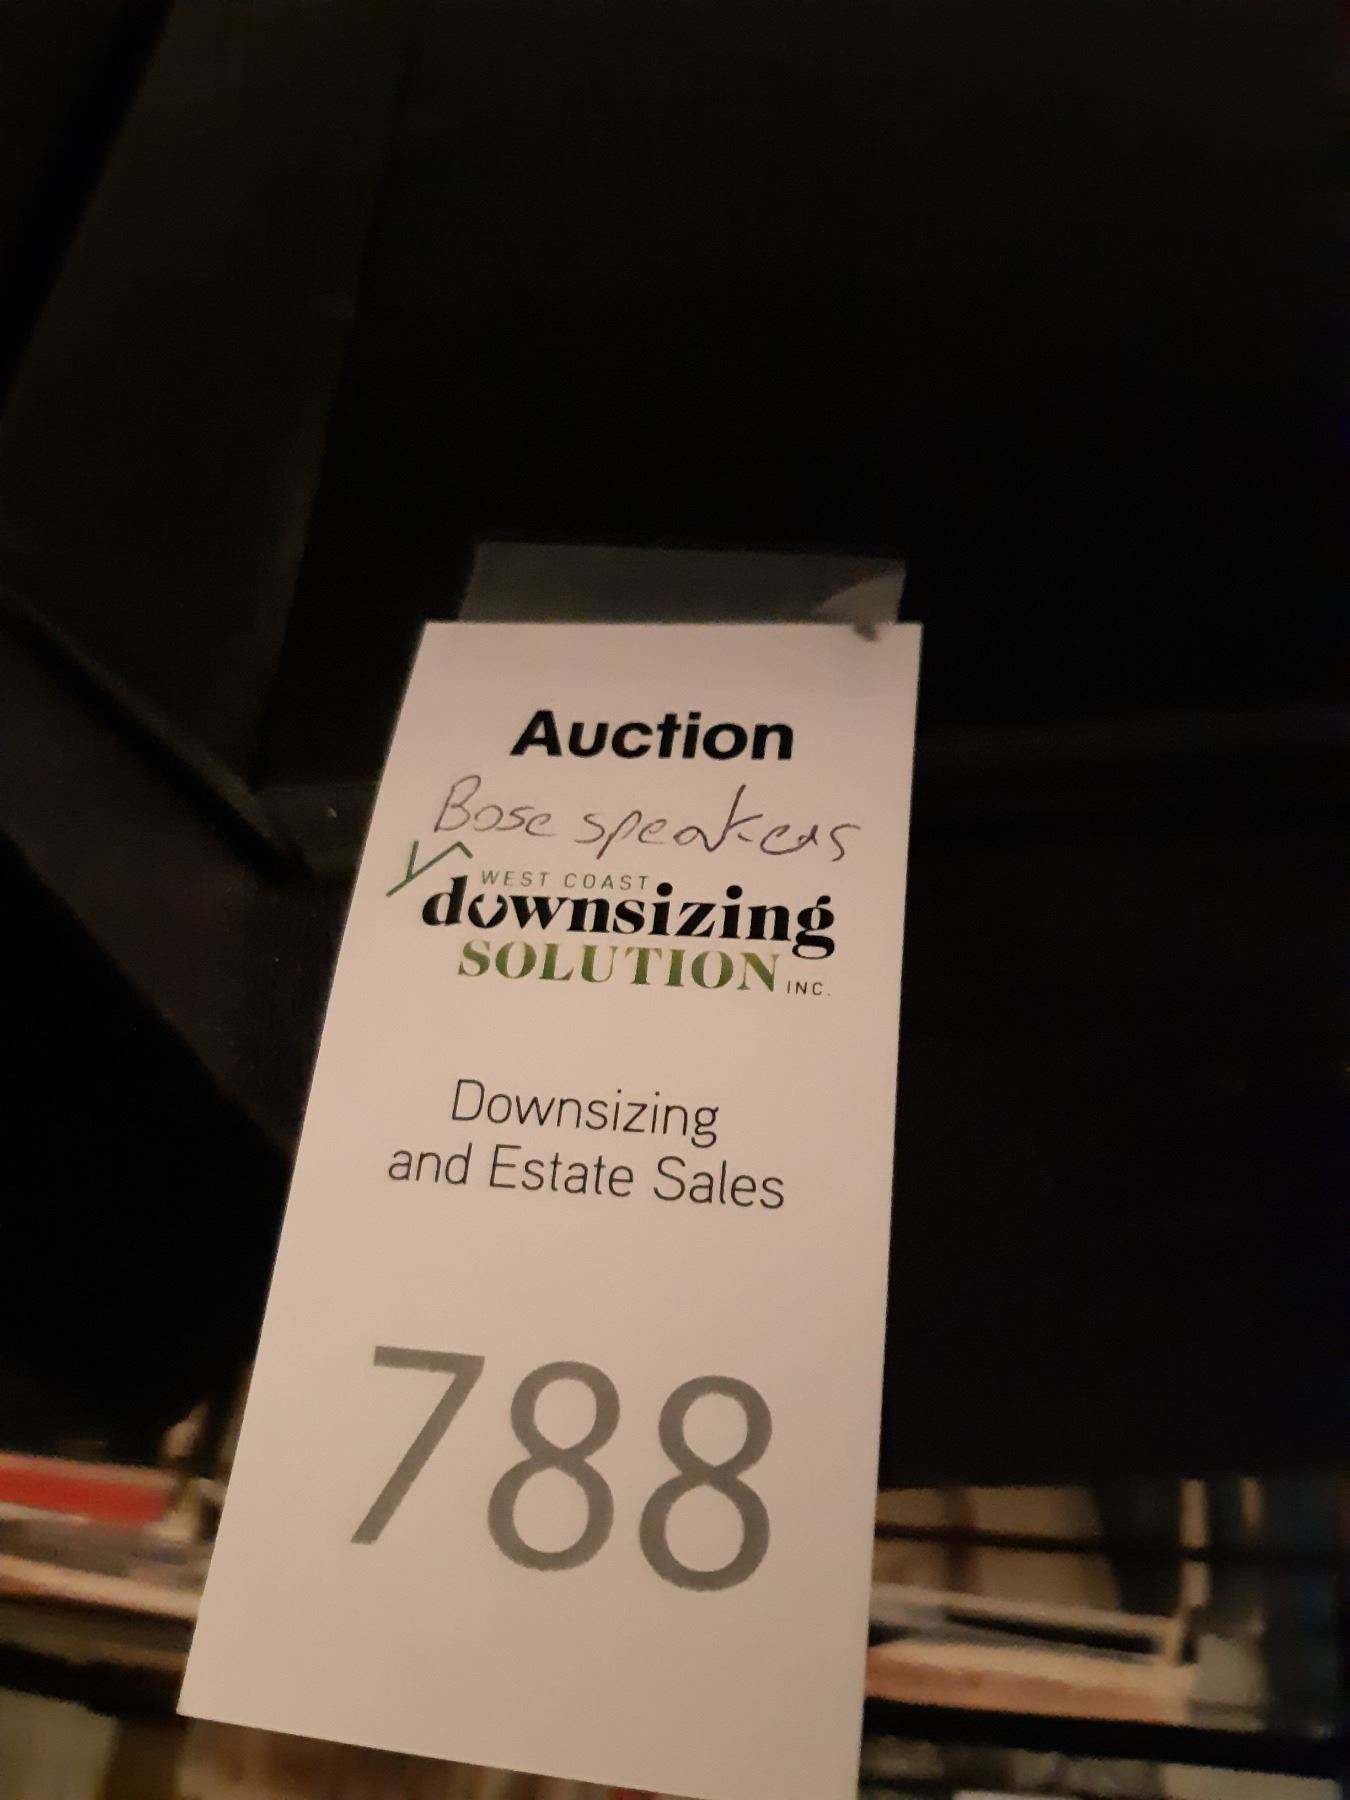 Auction
Bose speakers
WEST COAST
downsizing
SOLUTION INC.
Downsizing
and Estate Sales
788